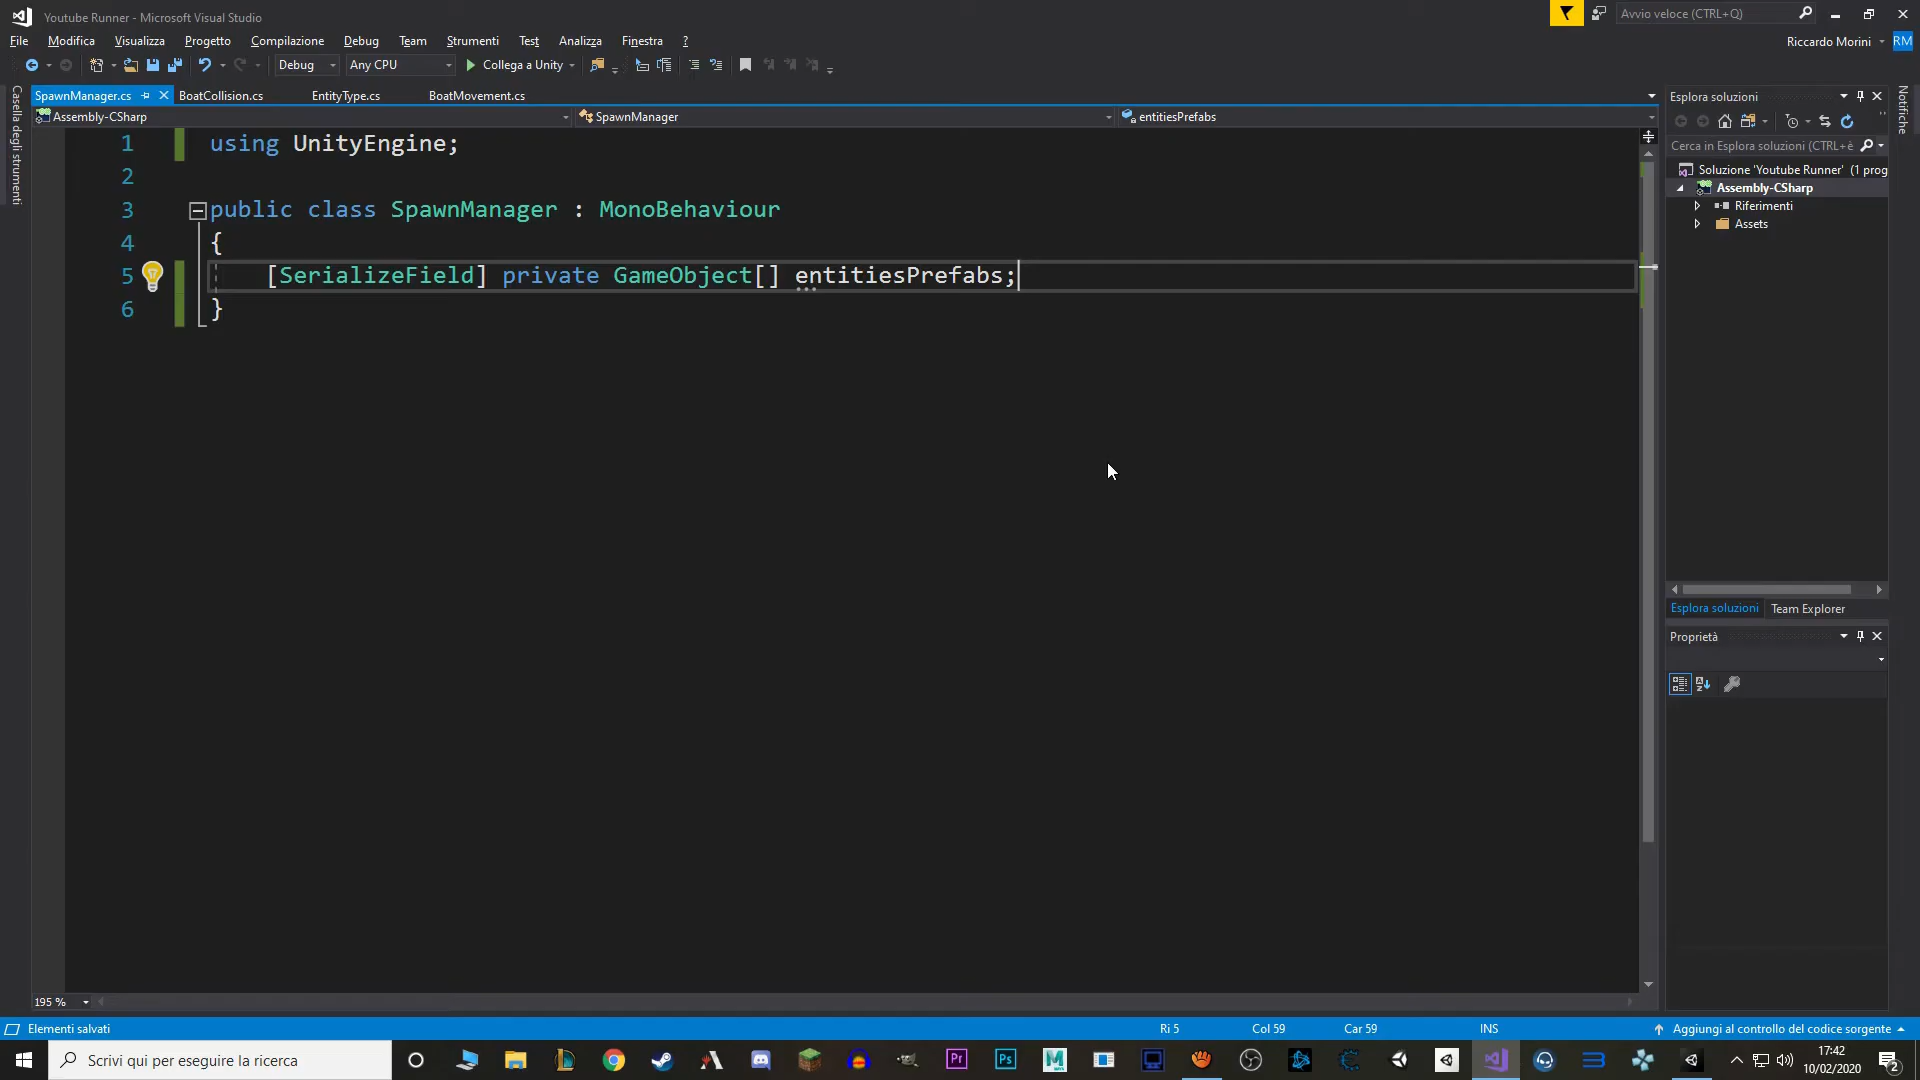 Youtube Runner - Microsoft Visual Studio
Avvio veloce (CTRL+Q)
File Modifica Visualizza Progetto Compilazione Debug Team Strumenti Test Analizza Finestra ?
Riccardo Morini RM
Debug Any CPU Collega a Unity
SpawnManager.cs BoatCollision.cs EntityType.cs BoatMovement.cs
Assembly-CSharp SpawnManager entitiesPrefabs
Casella degli strumenti
1 using UnityEngine;
2
3 public class SpawnManager : MonoBehaviour
4 {
5 [SerializeField] private GameObject[] entitiesPrefabs;
6 }
Esplora soluzioni
Cerca in Esplora soluzioni (CTRL+è
Soluzione 'Youtube Runner' (1 prog
Assembly-CSharp
Riferimenti
Assets
Esplora soluzioni Team Explorer
Proprietà
Notifiche
195 %
Elementi salvati Ri 5 Col 59 Car 59 INS Aggiungi al controllo del codice sorgente
Scrivi qui per eseguire la ricerca
Pr Ps M
17:42
10/02/2020
2